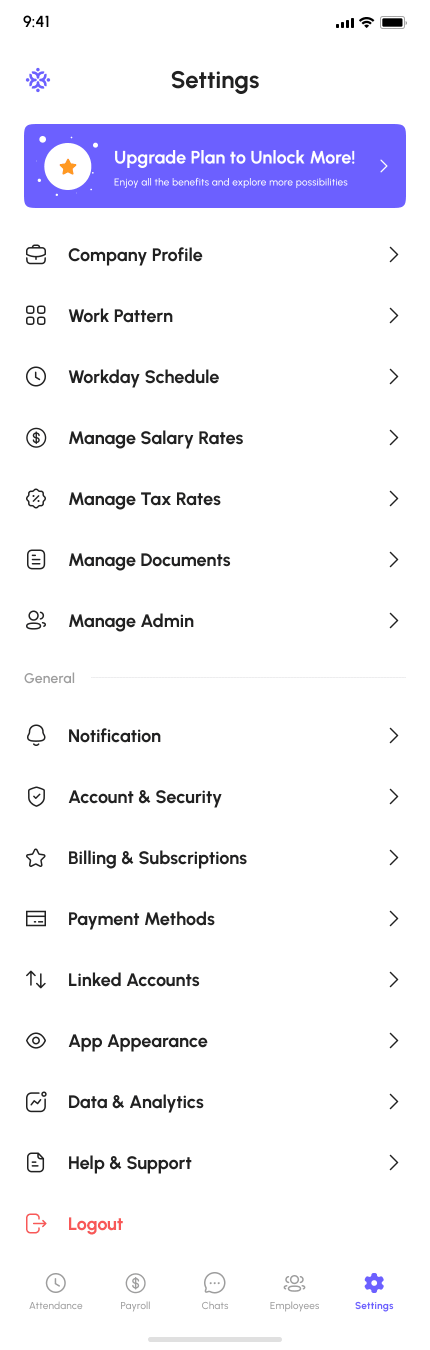 9:41
Settings
Upgrade Plan to Unlock More!
Enjoy all the benefits and explore more possibilities
Company Profile
Work Pattern
Workday Schedule
Manage Salary Rates
Manage Tax Rates
Manage Documents
Manage Admin
General
Notification
Account & Security
Billing & Subscriptions
Payment Methods
Linked Accounts
App Appearance
Data & Analytics
Help & Support
Logout
Attendance Payroll Chats Employees Settings